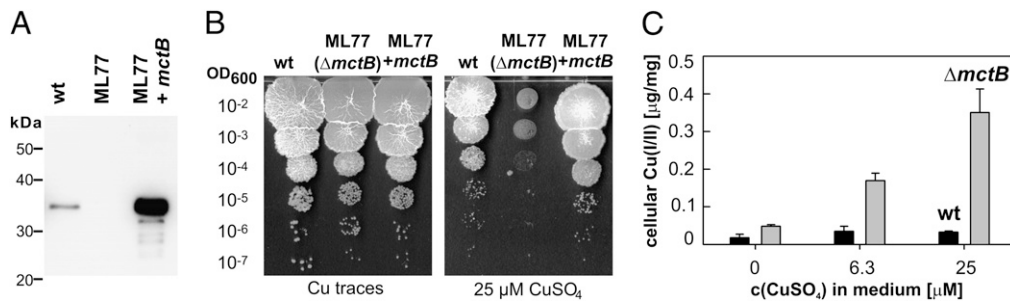 A
wt
ML77
ML77
+ mctB
kDa
50
40
30
20
B
ML77 ML77
wt (ΔmctB) +mctB
OD600
10-2
10-3
10-4
10-5
10-6
10-7
Cu traces
ML77 ML77
wt (ΔmctB) +mctB
25 µM CuSO4
C
cellular Cu(I/II) [µg/mg]
0.5
0.4
0.3
0.2
0.1
0
ΔmctB
wt
0 6.3 25
c(CuSO4) in medium [µM]